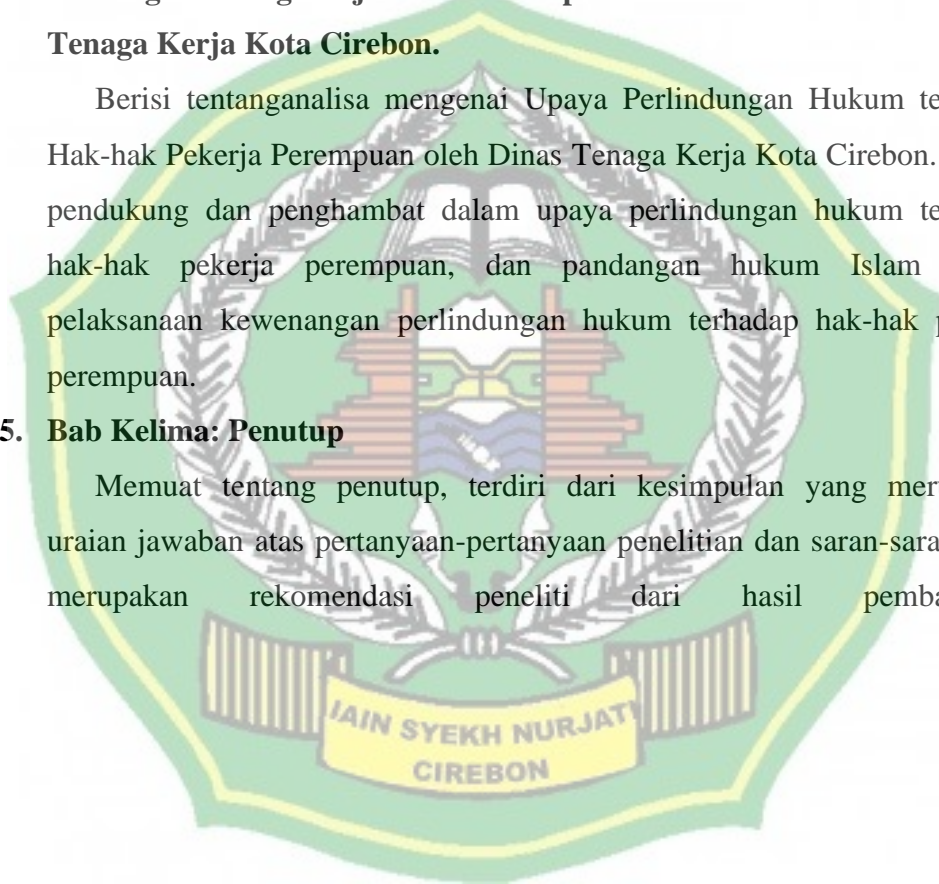 Tenaga Kerja Kota Cirebon.
Berisi tentanganalisa mengenai Upaya Perlindungan Hukum te
Hak-hak Pekerja Perempuan oleh Dinas Tenaga Kerja Kota Cirebon.
pendukung dan penghambat dalam upaya perlindungan hukum te
hak-hak pekerja perempuan, dan pandangan hukum Islam
pelaksanaan kewenangan perlindungan hukum terhadap hak-hak p
perempuan.
5. Bab Kelima: Penutup
Memuat tentang penutup, terdiri dari kesimpulan yang mer
uraian jawaban atas pertanyaan-pertanyaan penelitian dan saran-sara
merupakan rekomendasi peneliti dari hasil pemba
IAIN SYEKH NURJATI
CIREBON